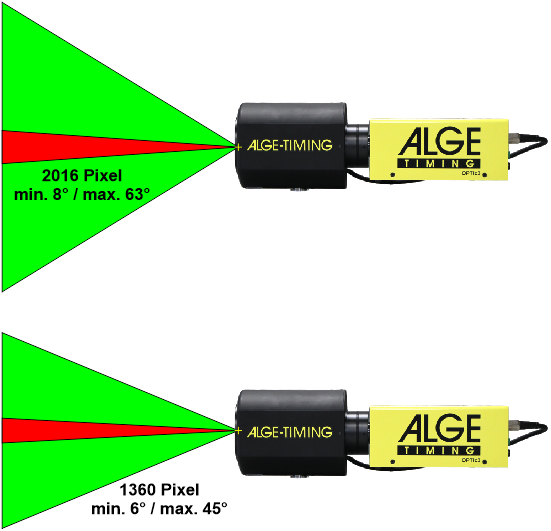 ALGE-TIMING
ALGE
TIMING
OPTIc3
2016 Pixel
min. 8° / max. 63°
ALGE-TIMING
ALGE
TIMING
OPTIc3
1360 Pixel
min. 6° / max. 45°